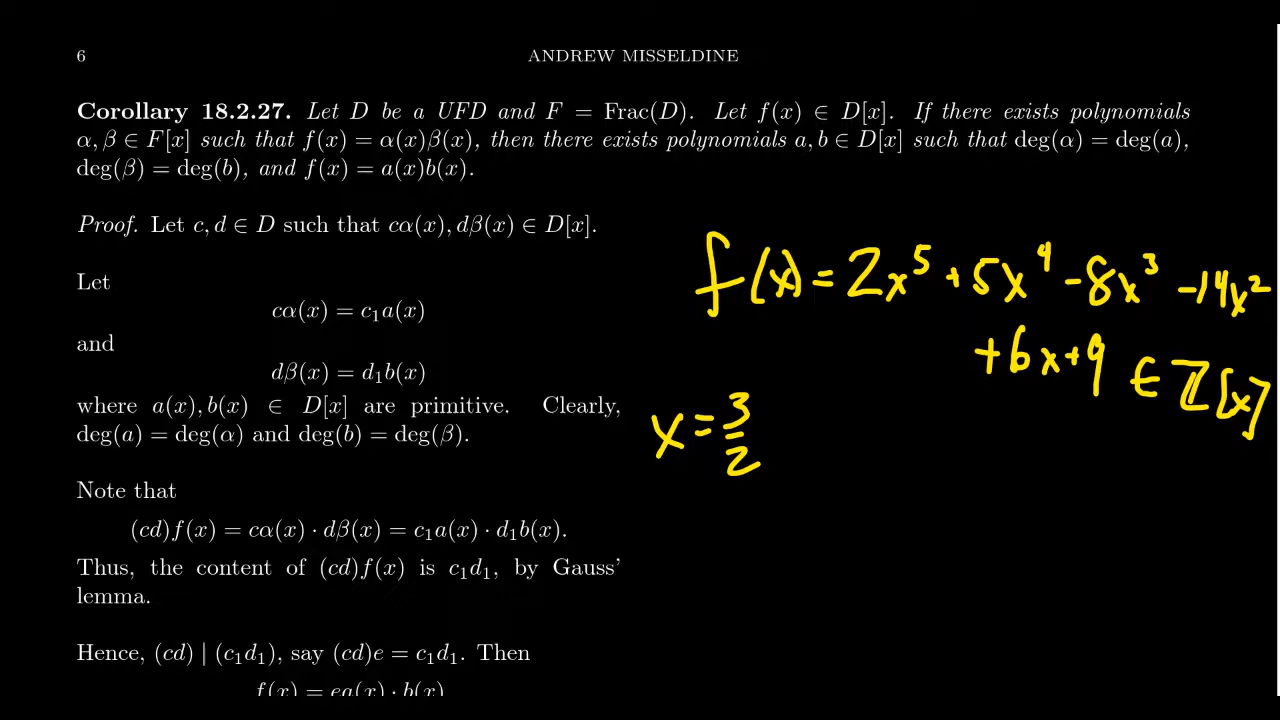 6 ANDREW MISSELDINE
Corollary 18.2.27. Let D be a UFD and F = Frac(D). Let f(x) ∈ D[x]. If there exists polynomials
α, β ∈ F[x] such that f(x) = α(x)β(x), then there exists polynomials a, b ∈ D[x] such that deg(α) = deg(a),
deg(β) = deg(b), and f(x) = a(x)b(x).
Proof. Let c, d ∈ D such that cα(x), dβ(x) ∈ D[x].
Let
cα(x) = c₁a(x)
and
dβ(x) = d₁b(x)
where a(x), b(x) ∈ D[x] are primitive. Clearly,
deg(a) = deg(α) and deg(b) = deg(β).
Note that
(cd)f(x) = cα(x) · dβ(x) = c₁a(x) · d₁b(x).
Thus, the content of (cd)f(x) is c₁d₁, by Gauss'
lemma.
Hence, (cd) | (c₁d₁), say (cd)e = c₁d₁. Then
f(x) = ea(x) · b(x)
f(x) = 2x⁵ + 5x⁴ - 8x³ - 14x²
+ 6x + 9 ∈ ℤ[x]
x = 3/2